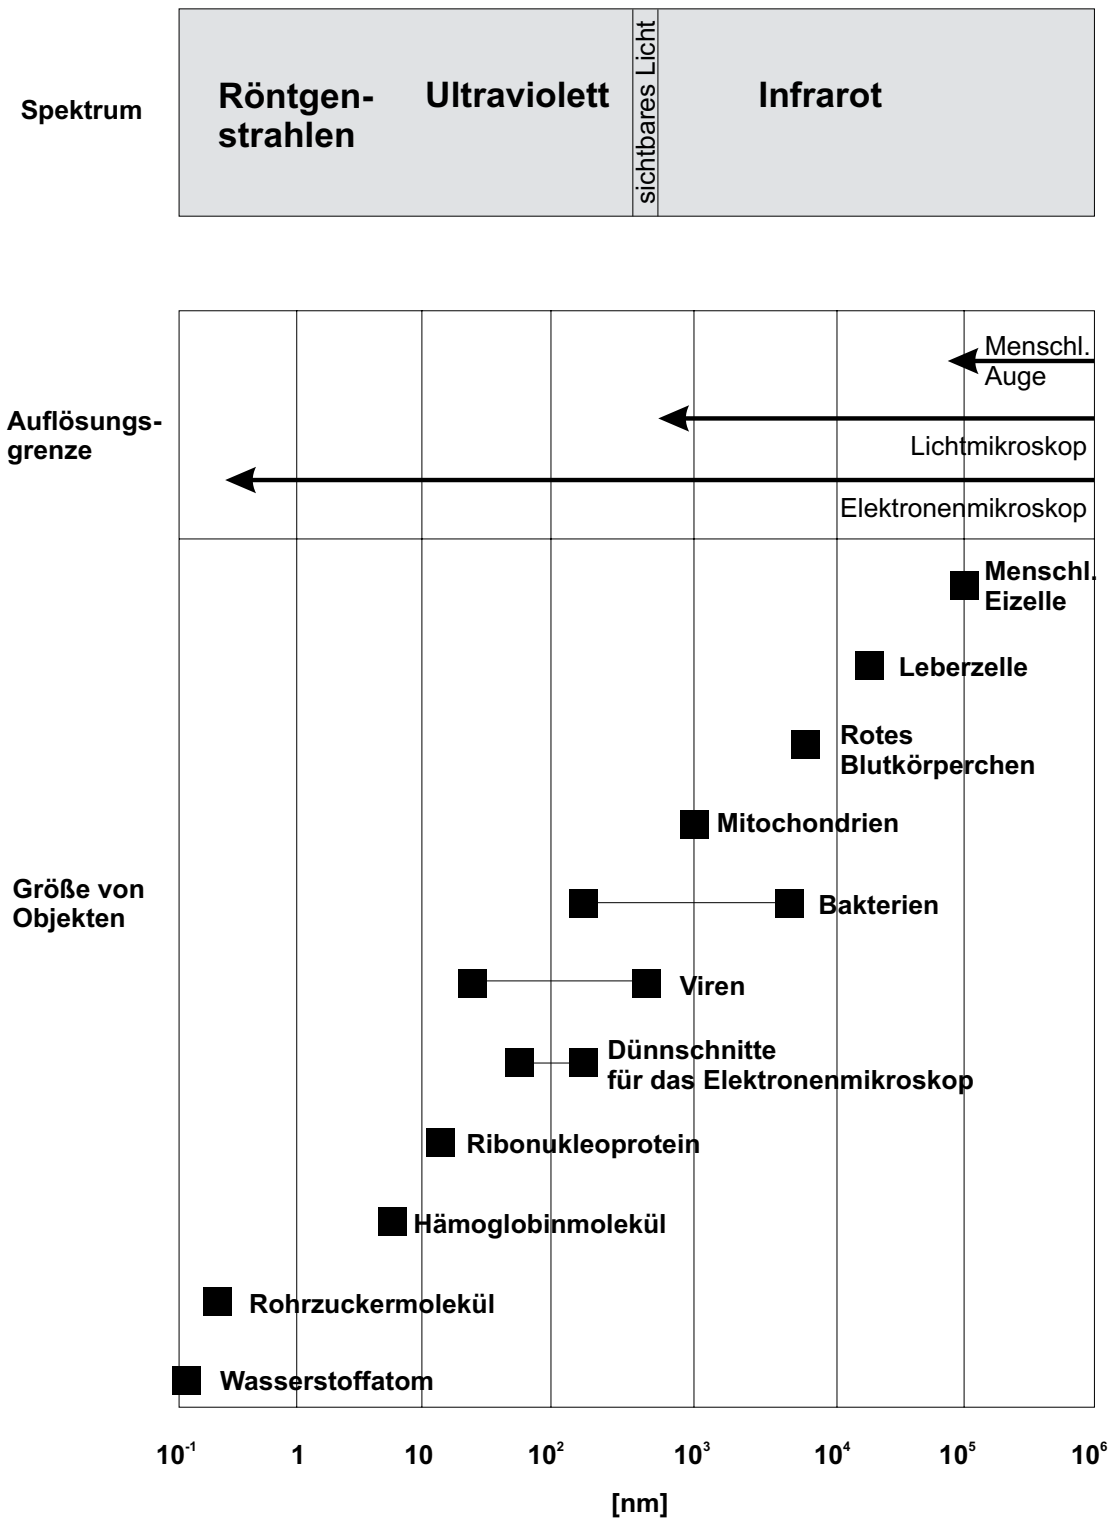 Spektrum
Röntgen-
strahlen
Ultraviolett
sichtbares Licht
Infrarot
Auflösungs-
grenze
Menschl.
Auge
Lichtmikroskop
Elektronenmikroskop
Größe von
Objekten
Menschl.
Eizelle
Leberzelle
Rotes
Blutkörperchen
Mitochondrien
Bakterien
Viren
Dünnschnitte
für das Elektronenmikroskop
Ribonukleoprotein
Hämoglobinmolekül
Rohrzuckermolekül
Wasserstoffatom
10⁻¹ 1 10 10² 10³ 10⁴ 10⁵ 10⁶
[nm]